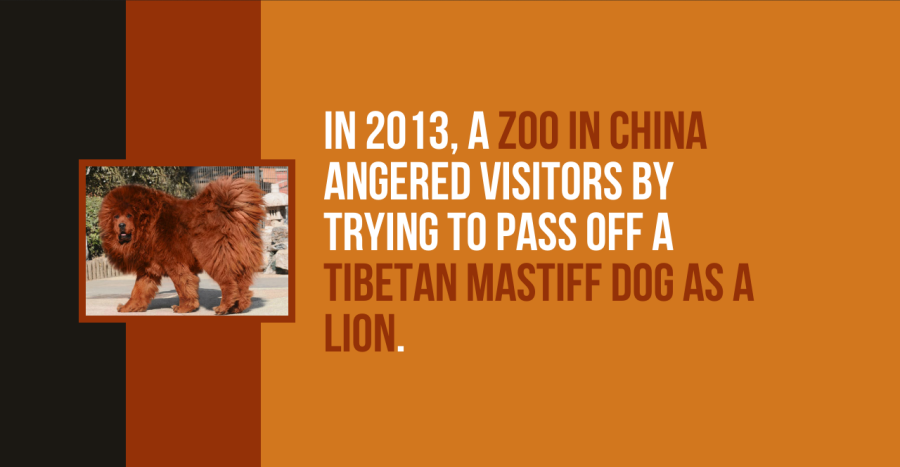 IN 2013, A ZOO IN CHINA
ANGERED VISITORS BY
TRYING TO PASS OFF A
TIBETAN MASTIFF DOG AS A
LION.